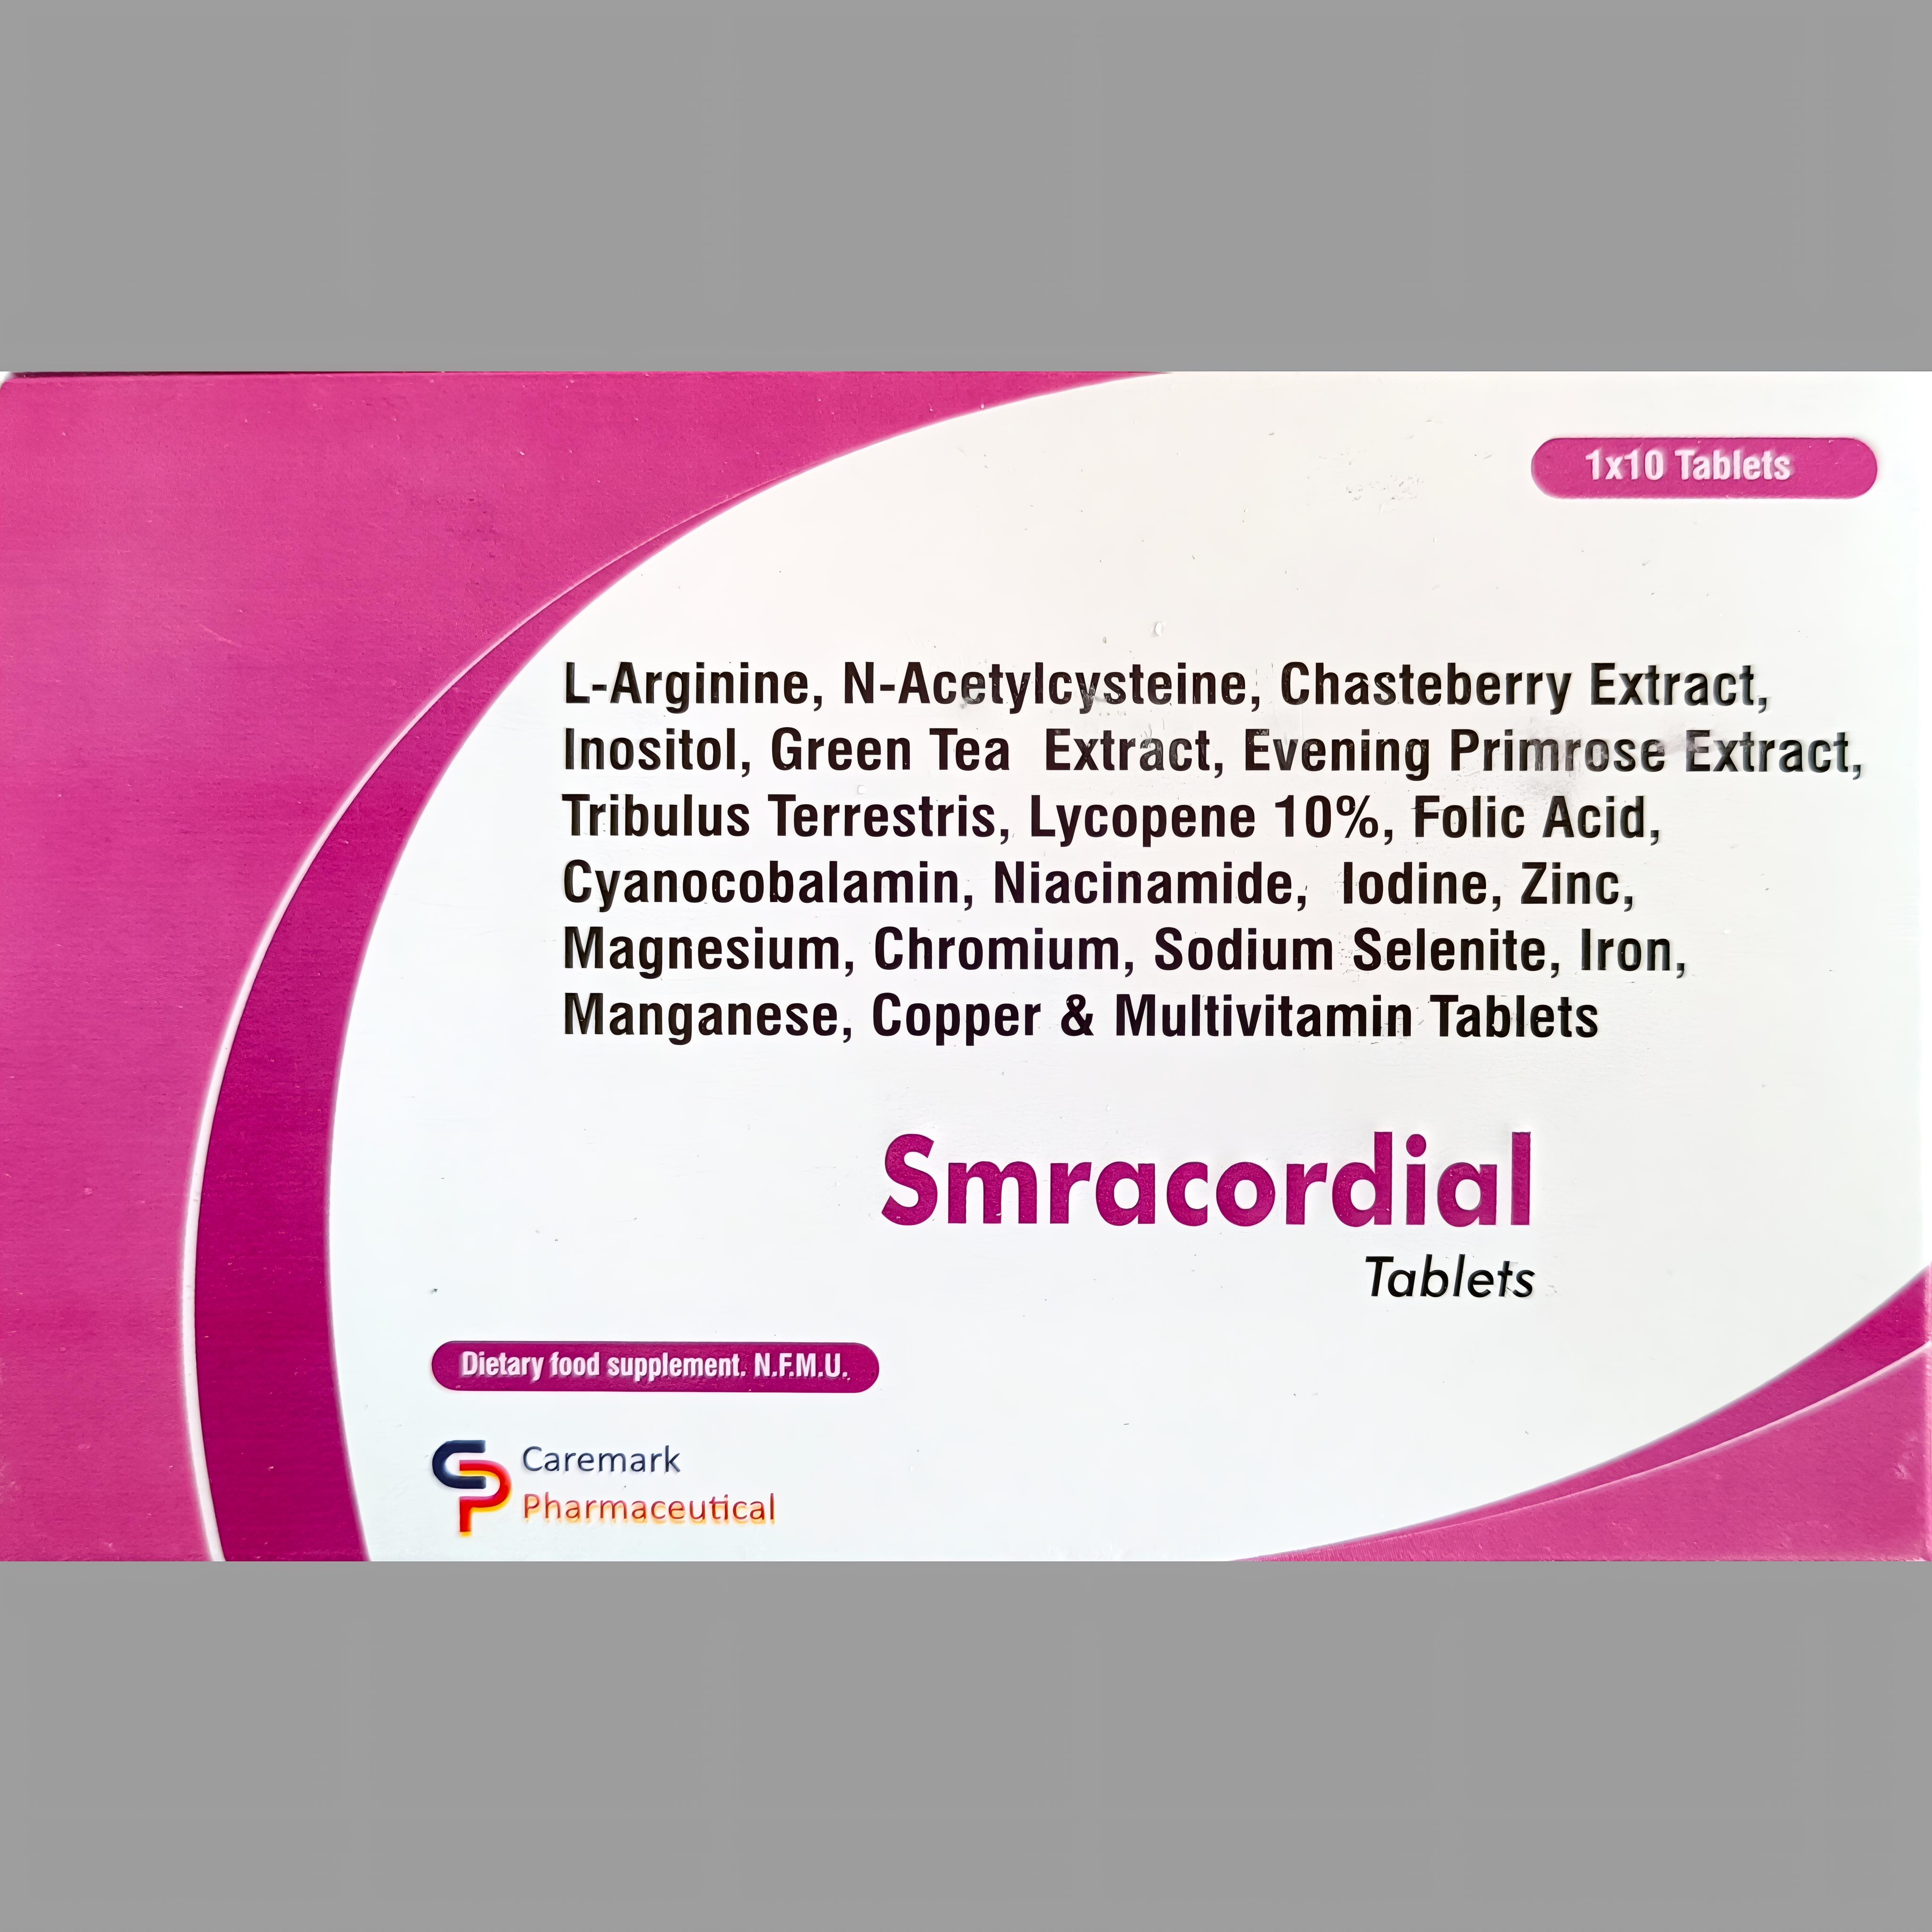 1x10 Tablets
L-Arginine, N-Acetylcysteine, Chasteberry Extract,
Inositol, Green Tea Extract, Evening Primrose Extract,
Tribulus Terrestris, Lycopene 10%, Folic Acid,
Cyanocobalamin, Niacinamide, Iodine, Zinc,
Magnesium, Chromium, Sodium Selenite, Iron,
Manganese, Copper & Multivitamin Tablets
Smracordial
Tablets
Dietary food supplement. N.F.M.U.
CP
Caremark
Pharmaceutical